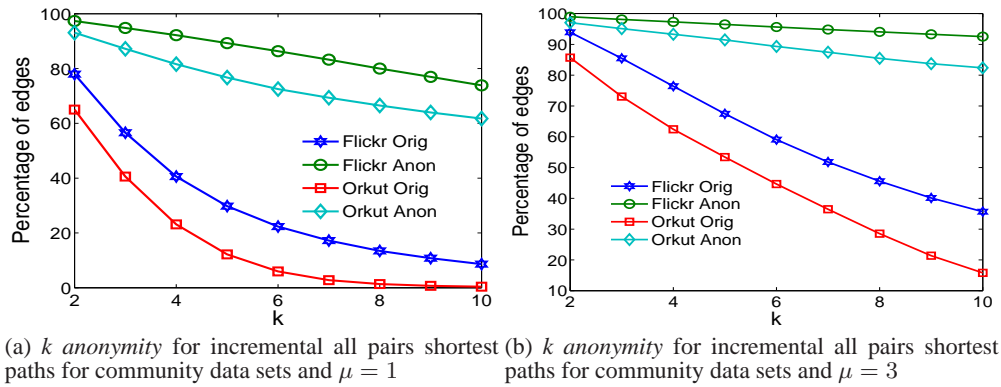 100
80
60
40
20
0
Percentage of edges
Flickr Orig
Flickr Anon
Orkut Orig
Orkut Anon
2 4 6 8 10
k
100
90
80
70
60
50
40
30
20
10
Percentage of edges
Flickr Orig
Flickr Anon
Orkut Orig
Orkut Anon
2 4 6 8 10
k
(a) k anonymity for incremental all pairs shortest
paths for community data sets and μ = 1
(b) k anonymity for incremental all pairs shortest
paths for community data sets and μ = 3